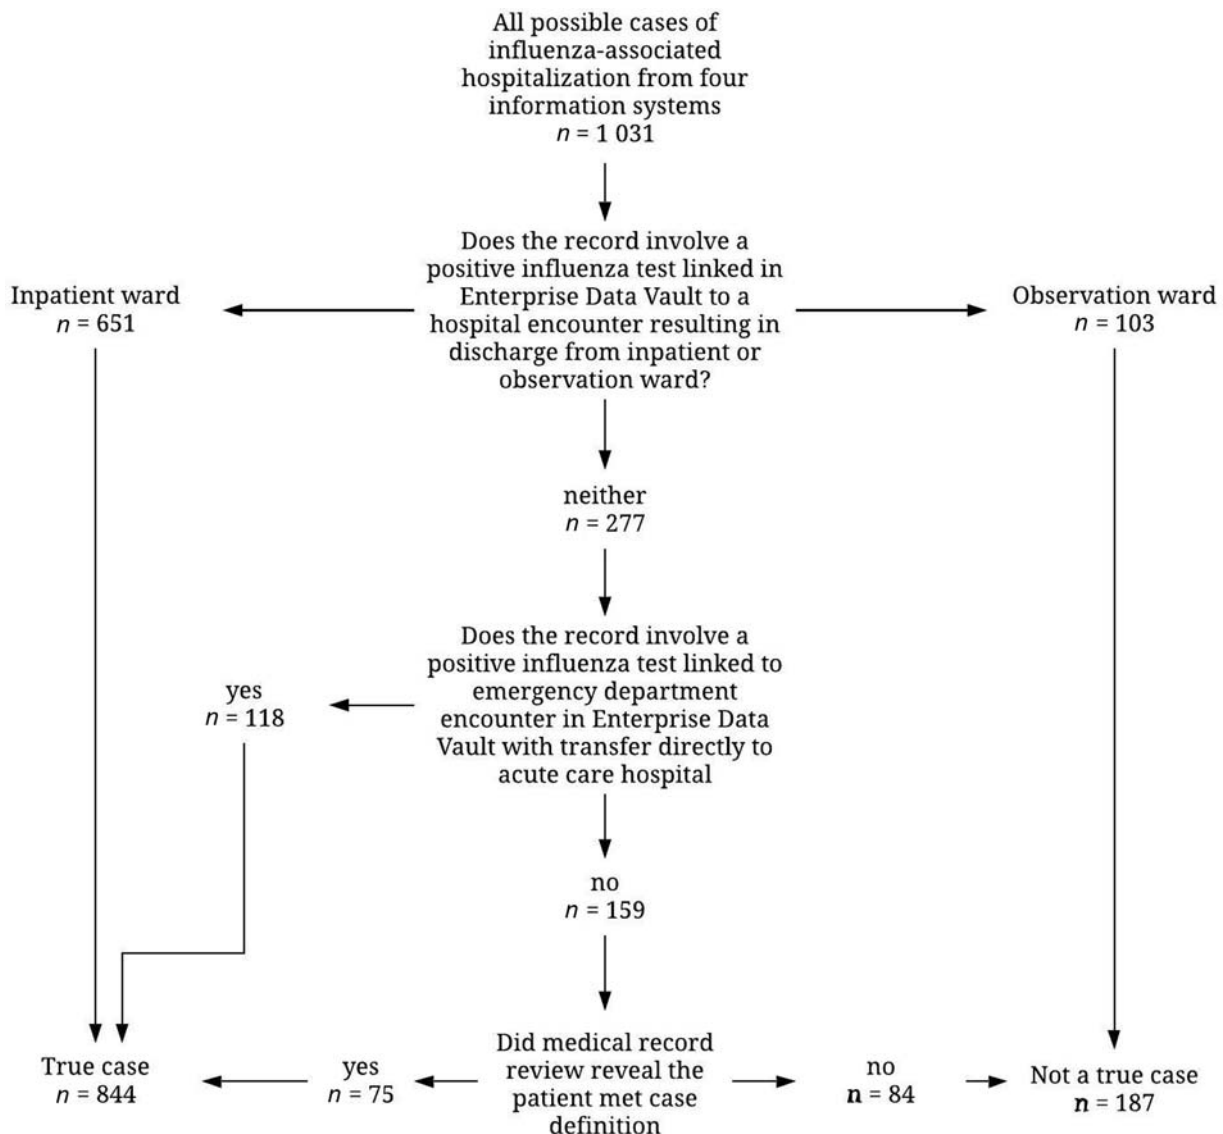 All possible cases of
influenza-associated
hospitalization from four
information systems
n = 1 031
Does the record involve a
positive influenza test linked in
Enterprise Data Vault to a
hospital encounter resulting in
discharge from inpatient or
observation ward?
Inpatient ward
n = 651
Observation ward
n = 103
neither
n = 277
Does the record involve a
positive influenza test linked to
emergency department
encounter in Enterprise Data
Vault with transfer directly to
acute care hospital
yes
n = 118
no
n = 159
Did medical record
review reveal the
patient met case
definition
yes
n = 75
True case
n = 844
no
n = 84
Not a true case
n = 187